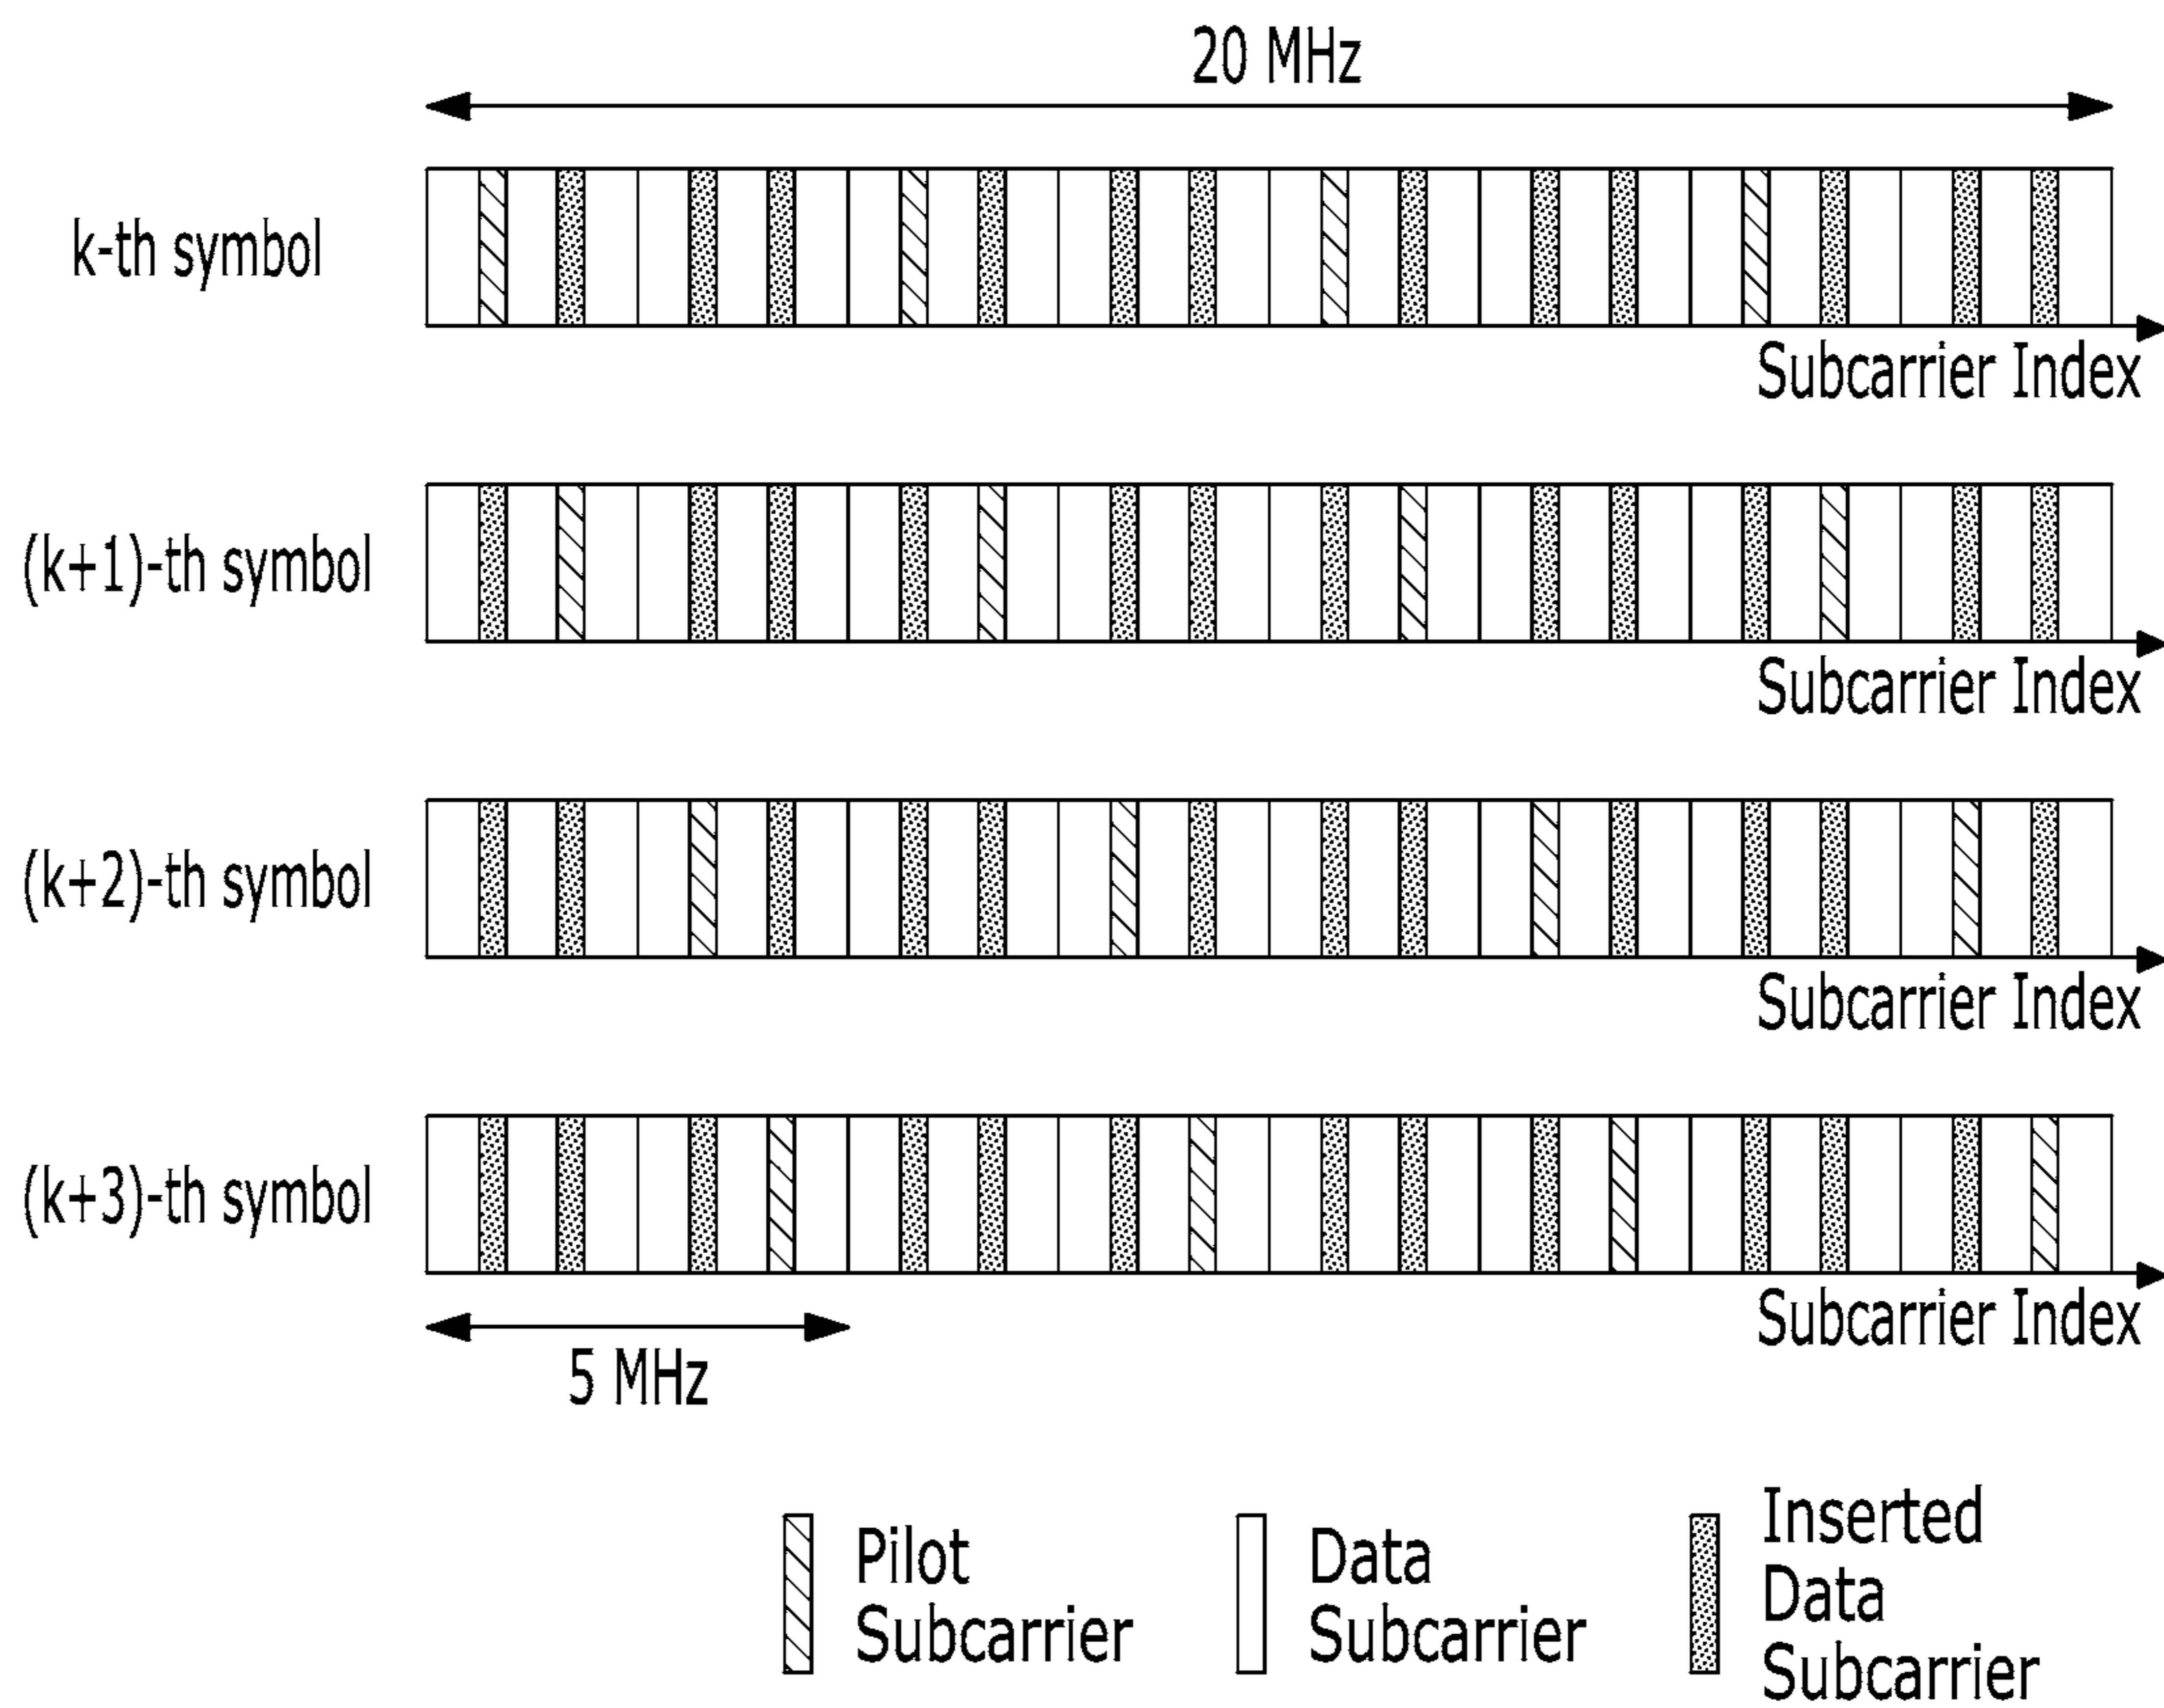 20 MHz
k-th symbol
Subcarrier Index
(k+1)-th symbol
Subcarrier Index
(k+2)-th symbol
Subcarrier Index
(k+3)-th symbol
Subcarrier Index
5 MHz
Pilot
Subcarrier
Data
Subcarrier
Inserted
Data
Subcarrier